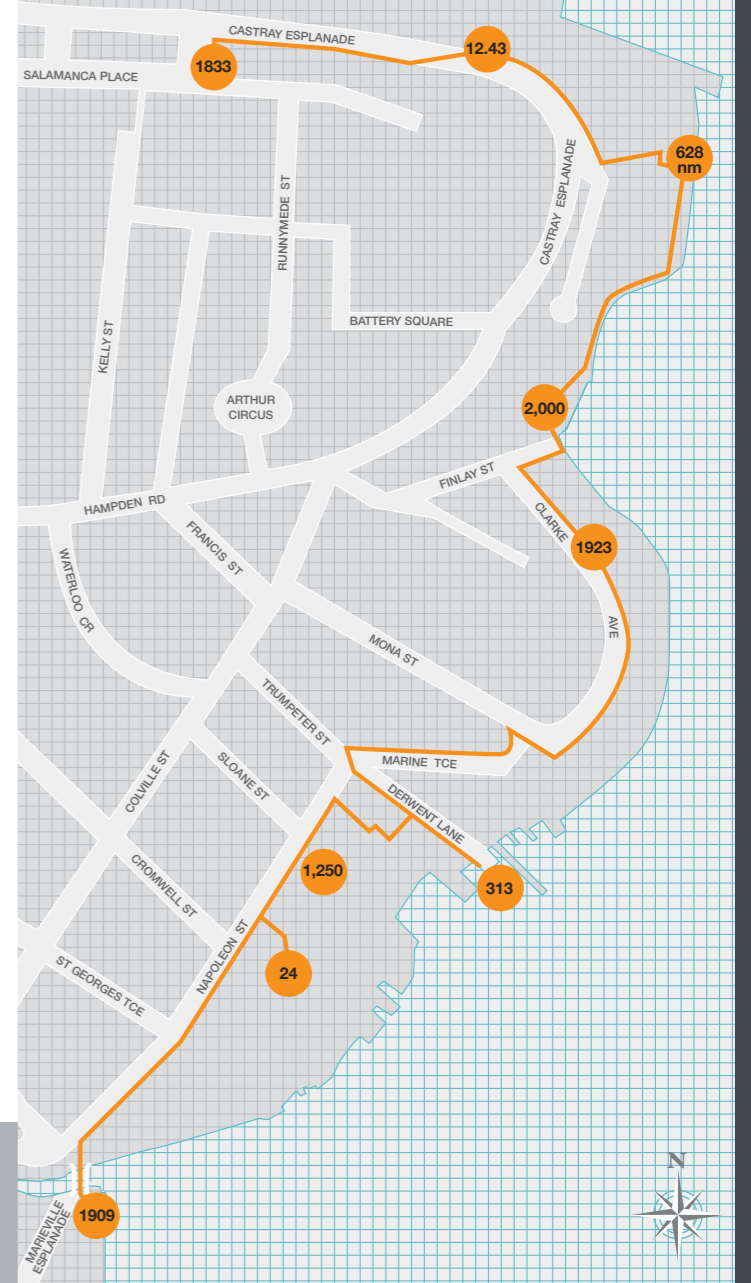 CASTRAY ESPLANADE
12.43
1833
SALAMANCA PLACE
628
nm
CASTRAY ESPLANADE
RUNNYMEDE ST
KELLY ST
BATTERY SQUARE
ARTHUR
CIRCUS
2,000
FINLAY ST
HAMPDEN RD
CLARKE
AVE
1923
FRANCIS ST
WATERLOO CR
MONA ST
TRUMPETER ST
MARINE TCE
COLVILLE ST
SLOANE ST
DERWENT LANE
1,250
313
CROMWELL ST
NAPOLEON ST
24
ST GEORGES TCE
N
1909
MARIEVILLE
ESPLANADE